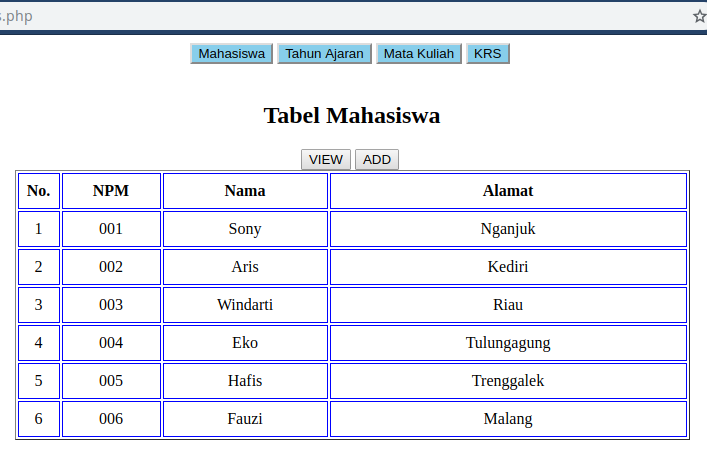 s.php
Mahasiswa Tahun Ajaran Mata Kuliah KRS
Tabel Mahasiswa
VIEW ADD
No. NPM Nama Alamat
1 001 Sony Nganjuk
2 002 Aris Kediri
3 003 Windarti Riau
4 004 Eko Tulungagung
5 005 Hafis Trenggalek
6 006 Fauzi Malang